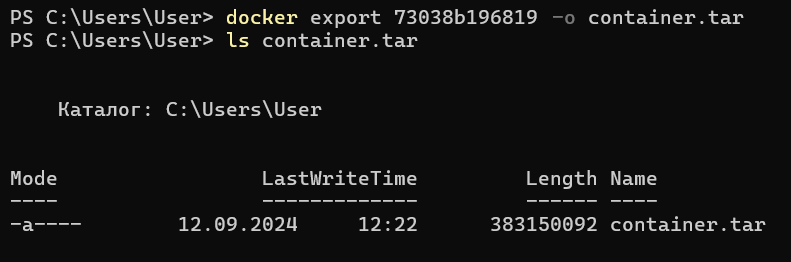 PS C:\Users\User> docker export 73038b196819 -o container.tar
PS C:\Users\User> ls container.tar
Каталог: C:\Users\User
Mode LastWriteTime Length Name
---- ------------- ------ ----
-a---- 12.09.2024 12:22 383150092 container.tar